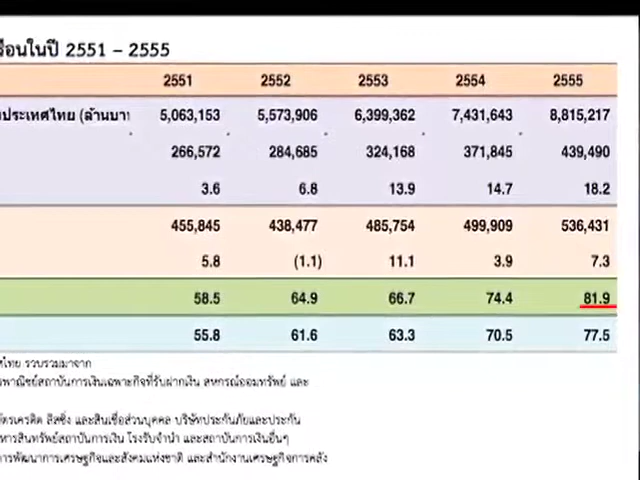 รือนในปี 2551 – 2555
2551 2552 2553 2554 2555
ประเทศไทย (ล้านบาท 5,063,153 5,573,906 6,399,362 7,431,643 8,815,217
266,572 284,685 324,168 371,845 439,490
3.6 6.8 13.9 14.7 18.2
455,845 438,477 485,754 499,909 536,431
5.8 (1.1) 11.1 3.9 7.3
58.5 64.9 66.7 74.4 81.9
55.8 61.6 63.3 70.5 77.5
ศไทย รวบรวมมาจาก
รพาณิชย์สถาบันการเงินเฉพาะกิจที่รับฝากเงิน สหกรณ์ออมทรัพย์ และ
ัตรเครดิต ลิสซิ่ง และสินเชื่อส่วนบุคคล บริษัทประกันภัยและประกัน
หารสินทรัพย์สถาบันการเงิน โรงรับจำนำ และสถาบันการเงินอื่นๆ
การพัฒนาการเศรษฐกิจและสังคมแห่งชาติ และสำนักงานเศรษฐกิจการคลัง